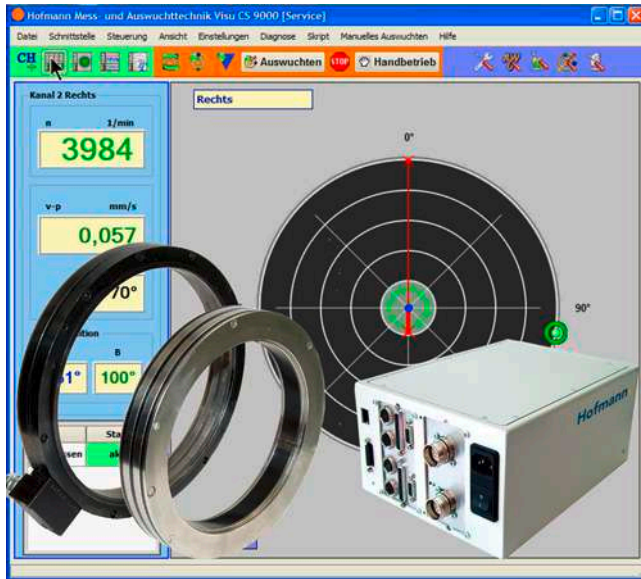 Hofmann Mess- und Auswuchttechnik Visu CS 9000 [Service]
Datei Schnittstelle Steuerung Ansicht Einstellungen Diagnose Skript Manuelles Auswuchten Hilfe
CH Auswuchten STOP Handbetrieb
Kanal 2 Rechts
Rechts
n 1/min
3984
0°
v-p mm/s
0,057
70°
90°
B
100°
Hofmann